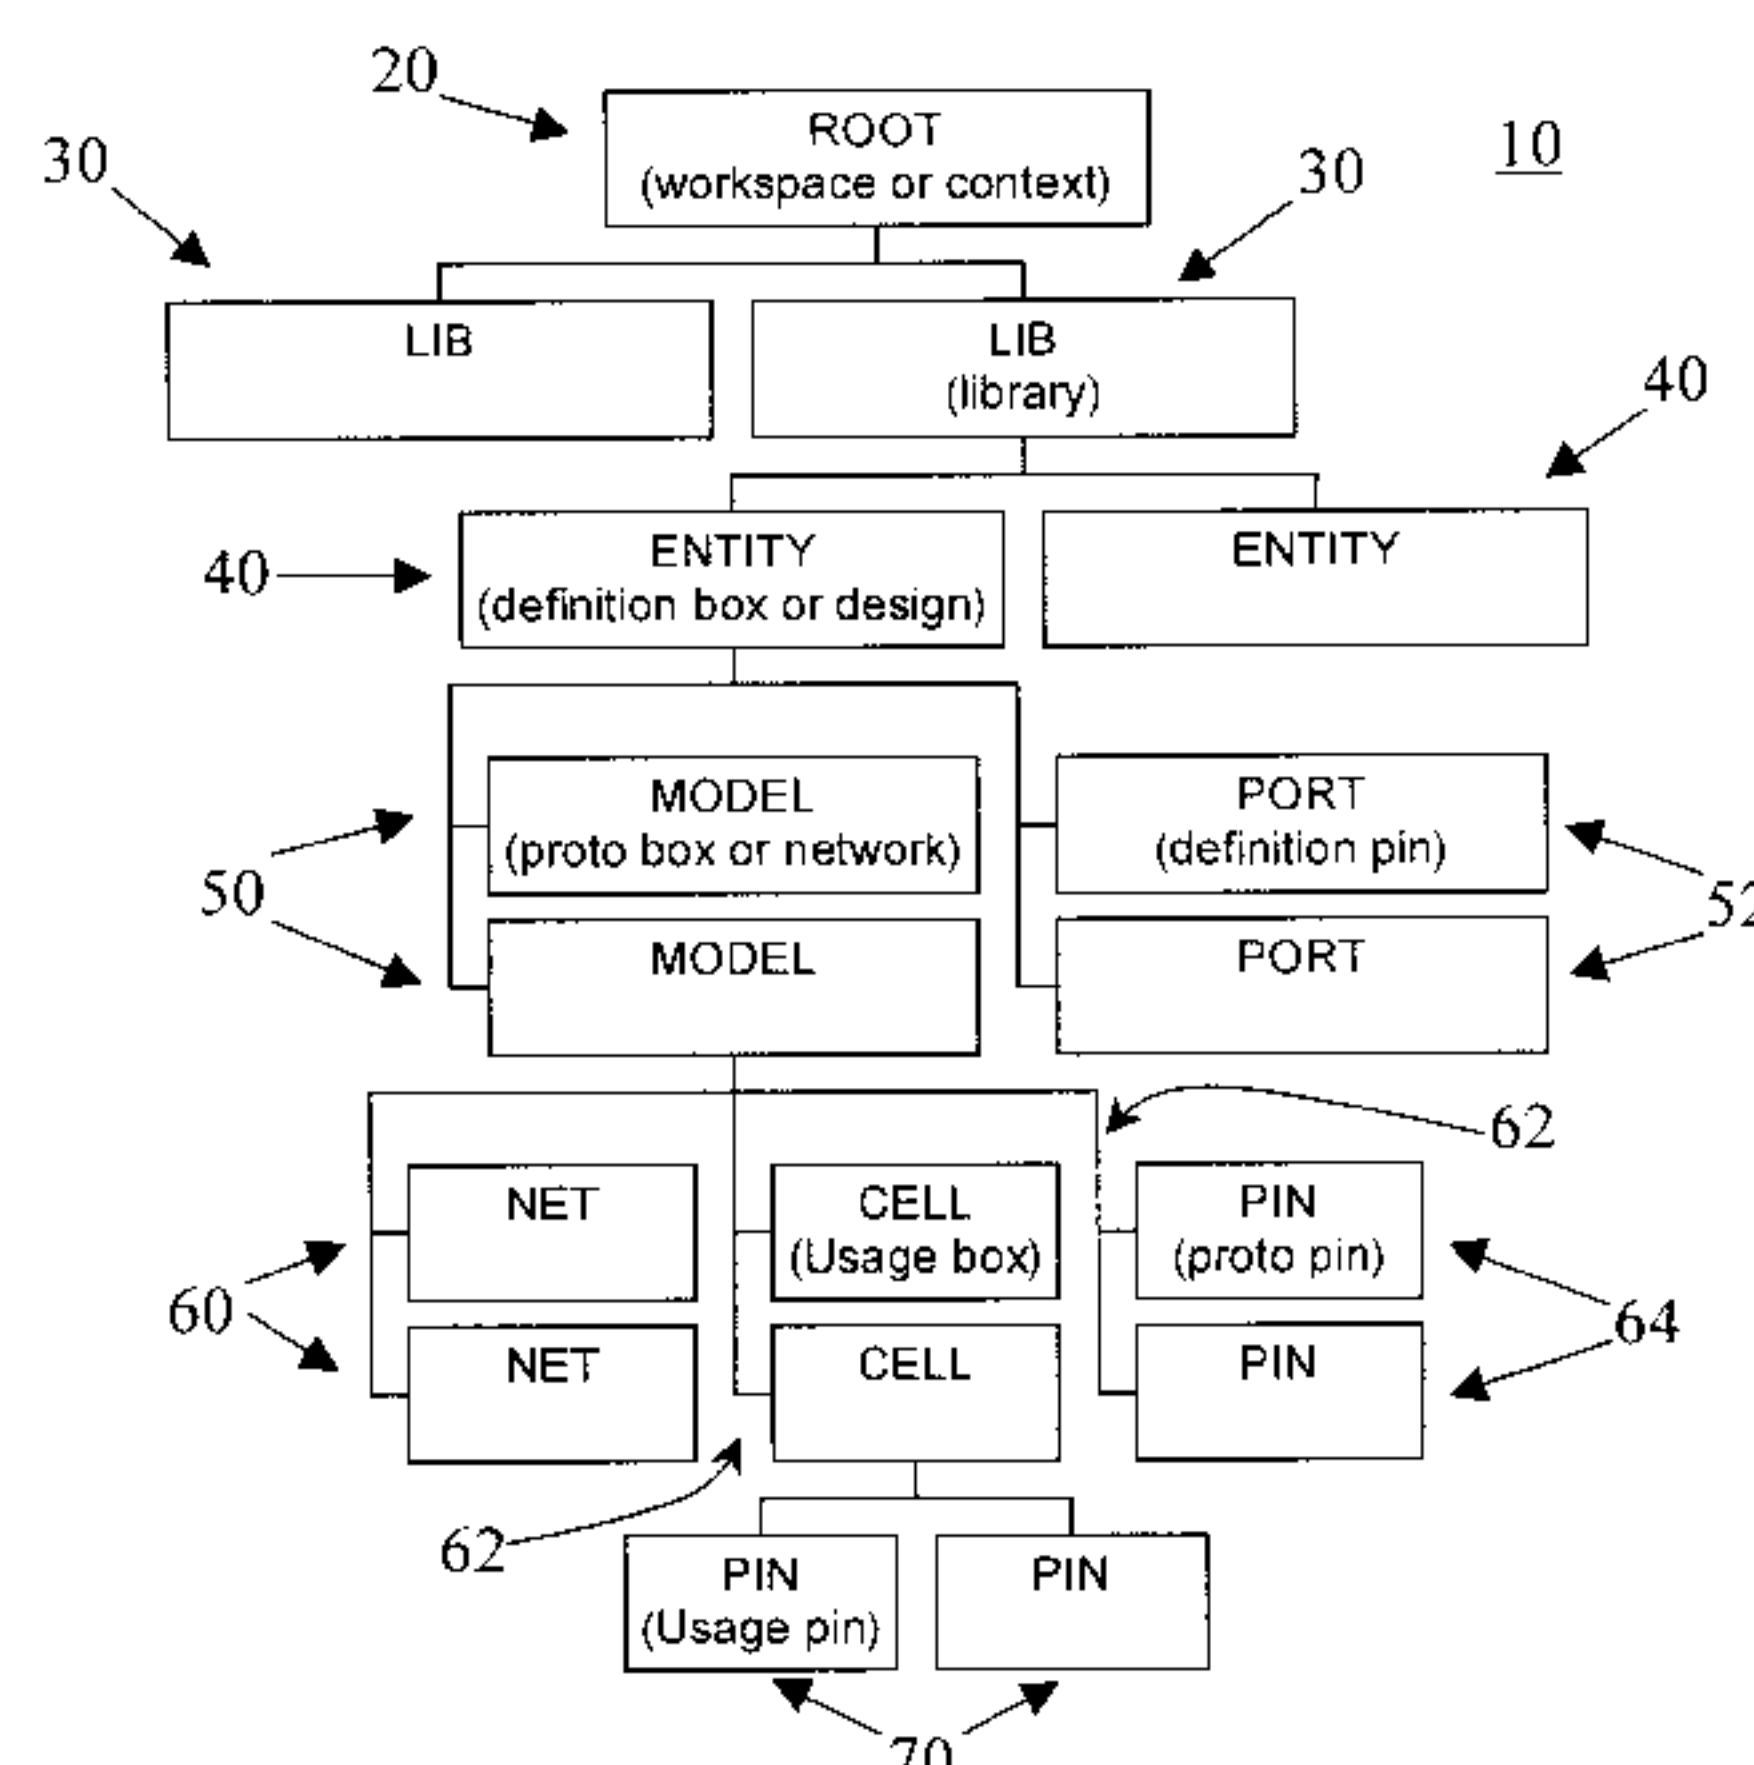 20
ROOT
(workspace or context)
10
30
30
LIB
LIB
(library)
40
40
ENTITY
(definition box or design)
ENTITY
MODEL
(proto box or network)
PORT
(definition pin)
50
52
MODEL
PORT
62
NET
CELL
(Usage box)
PIN
(proto pin)
60
64
NET
CELL
PIN
62
PIN
(Usage pin)
PIN
70